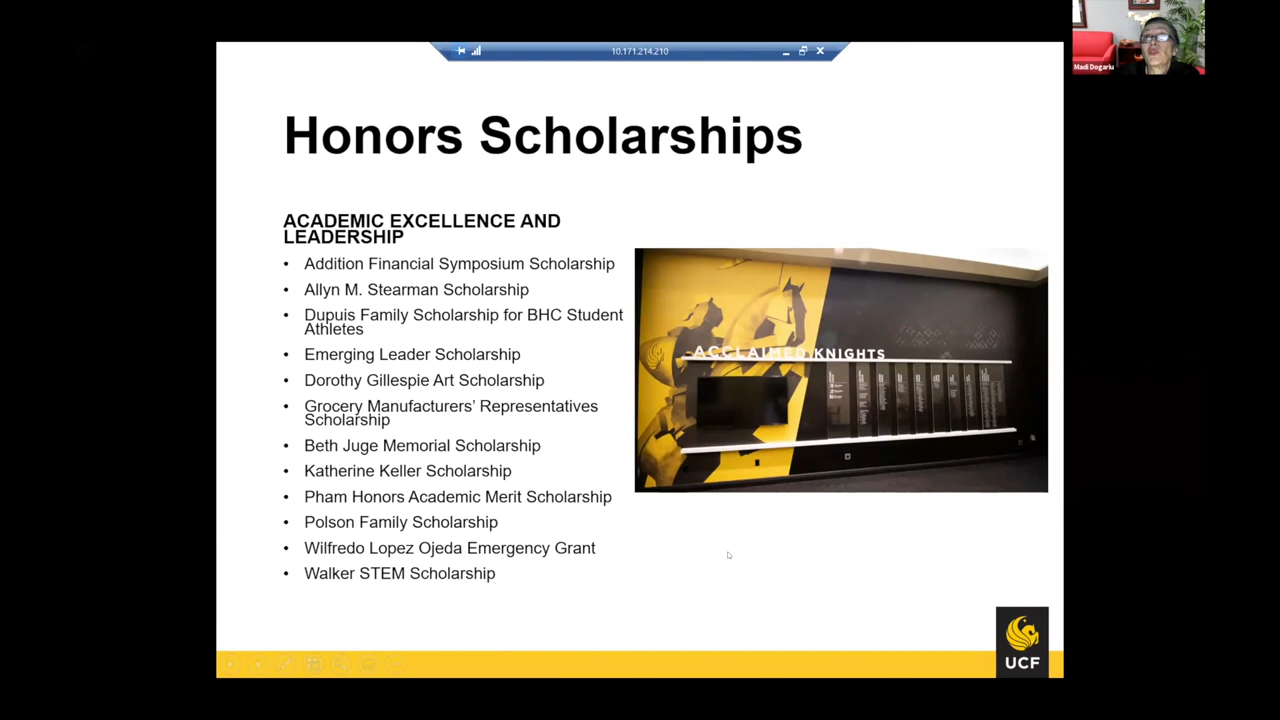 10.171.214.210
Madi Dogariu
Honors Scholarships
ACADEMIC EXCELLENCE AND
LEADERSHIP
• Addition Financial Symposium Scholarship
• Allyn M. Stearman Scholarship
• Dupuis Family Scholarship for BHC Student
Athletes
• Emerging Leader Scholarship
• Dorothy Gillespie Art Scholarship
• Grocery Manufacturers’ Representatives
Scholarship
• Beth Juge Memorial Scholarship
• Katherine Keller Scholarship
• Pham Honors Academic Merit Scholarship
• Polson Family Scholarship
• Wilfredo Lopez Ojeda Emergency Grant
• Walker STEM Scholarship
ACCLAIMED KNIGHTS
UCF